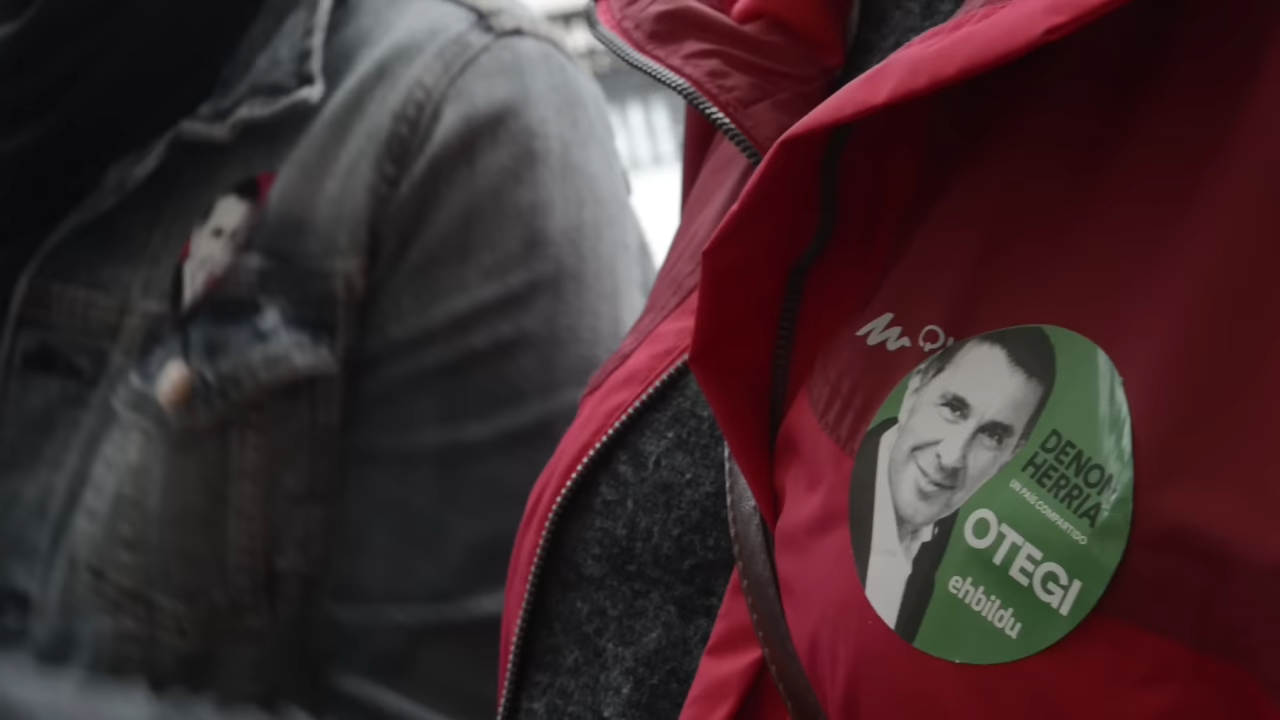 DENON
HERRIA
UN PAÍS COMPARTIDO
OTEGI
ehbildu